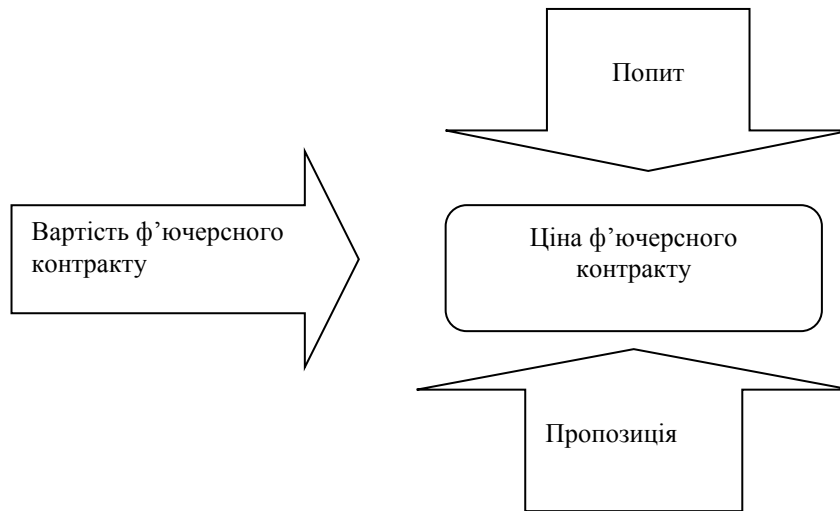 Попит
Вартість ф’ючерсного
контракту
Ціна ф’ючерсного
контракту
Пропозиція